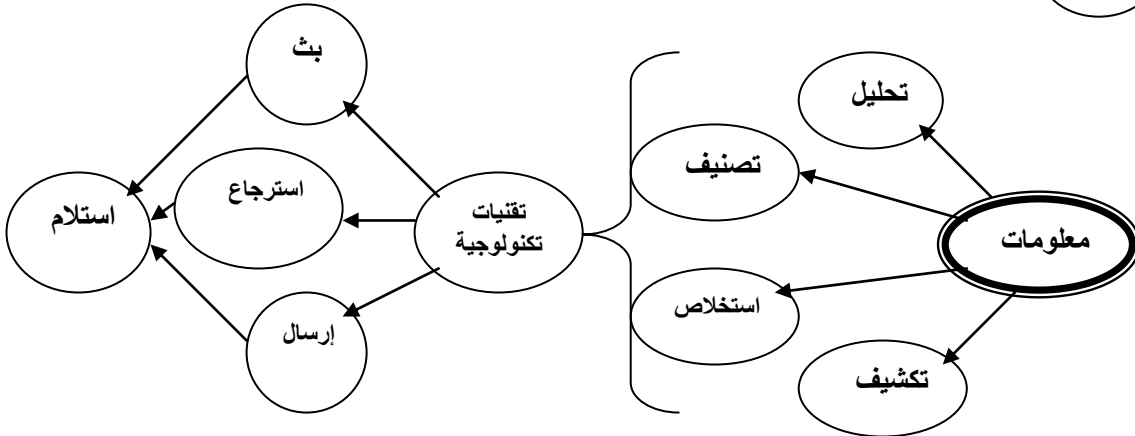 بث
تحليل
تصنيف
استرجاع
استلام
تقنيات
تكنولوجية
معلومات
استخلاص
إرسال
تكشيف